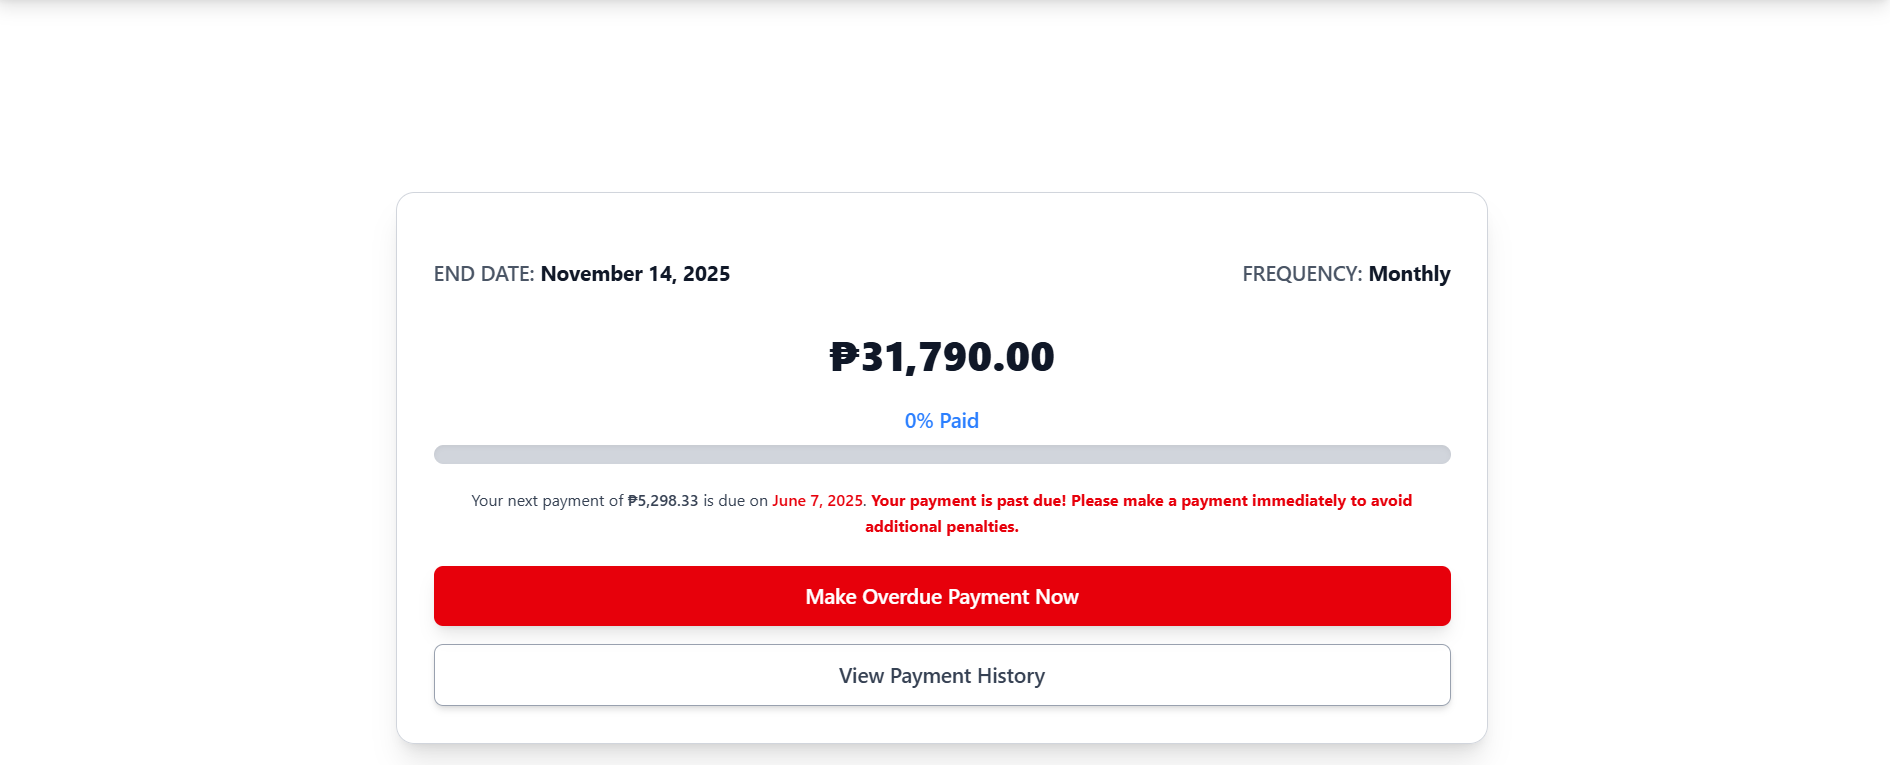 END DATE: November 14, 2025
FREQUENCY: Monthly
₱31,790.00
0% Paid
Your next payment of ₱5,298.33 is due on June 7, 2025. Your payment is past due! Please make a payment immediately to avoid
additional penalties.
Make Overdue Payment Now
View Payment History